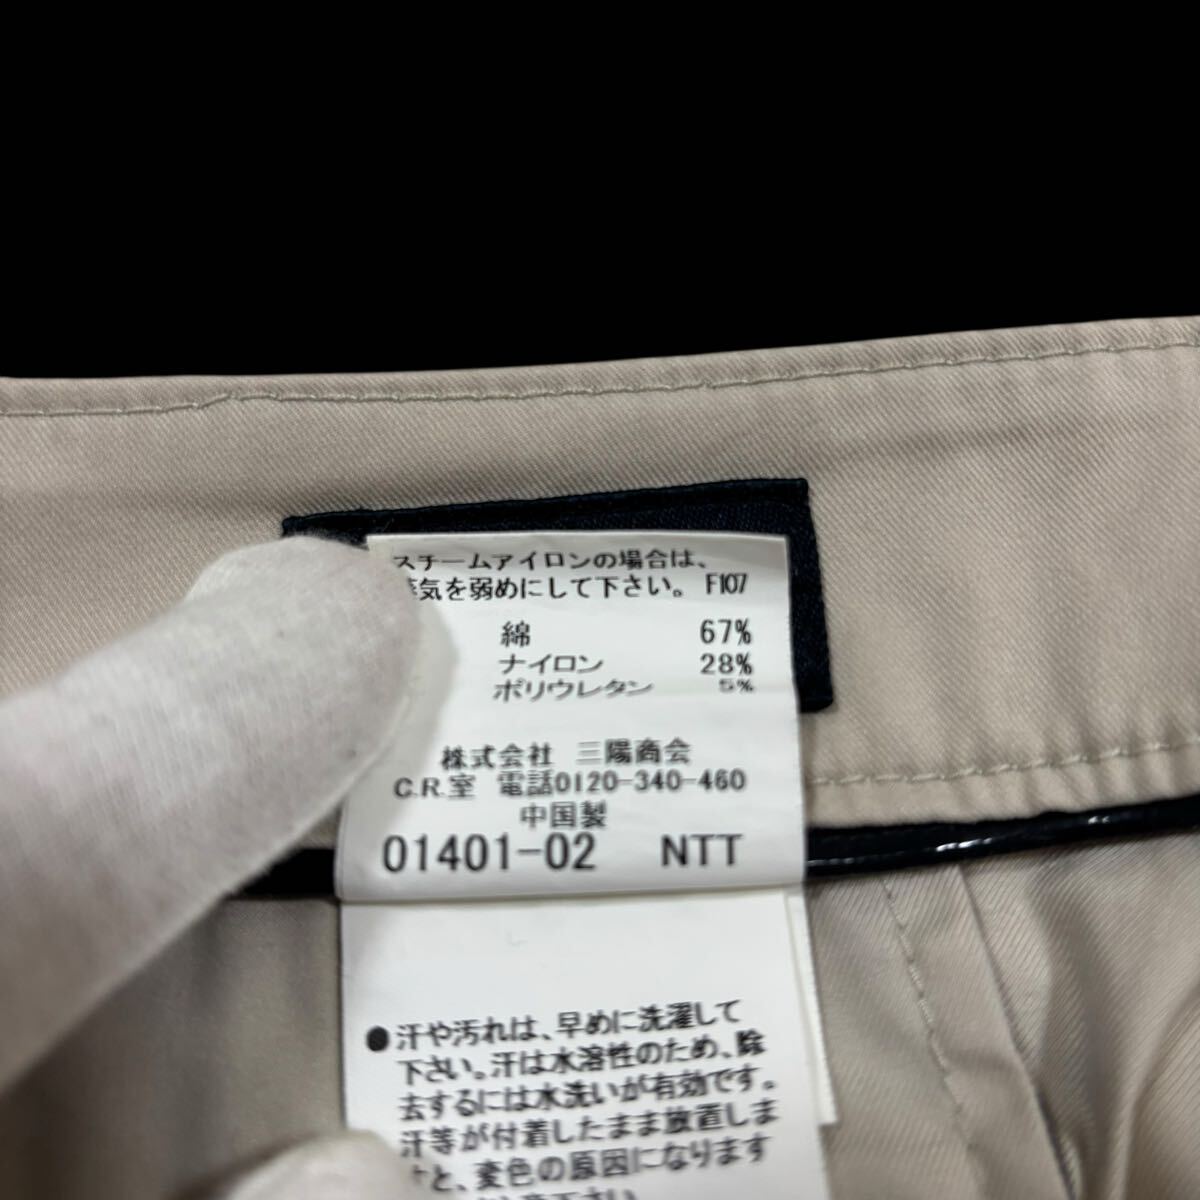 スチームアイロンの場合は、
蒸気を弱めにして下さい。 F107
綿 67%
ナイロン 28%
ポリウレタン 5%
株式会社 三陽商会
C.R.室 電話0120-340-460
中国製
01401-02 NTT
●汗や汚れは、早めに洗濯して
下さい。汗は水溶性のため、除
去するには水洗いが有効です。
汗等が付着したまま放置しま
と、変色の原因になります